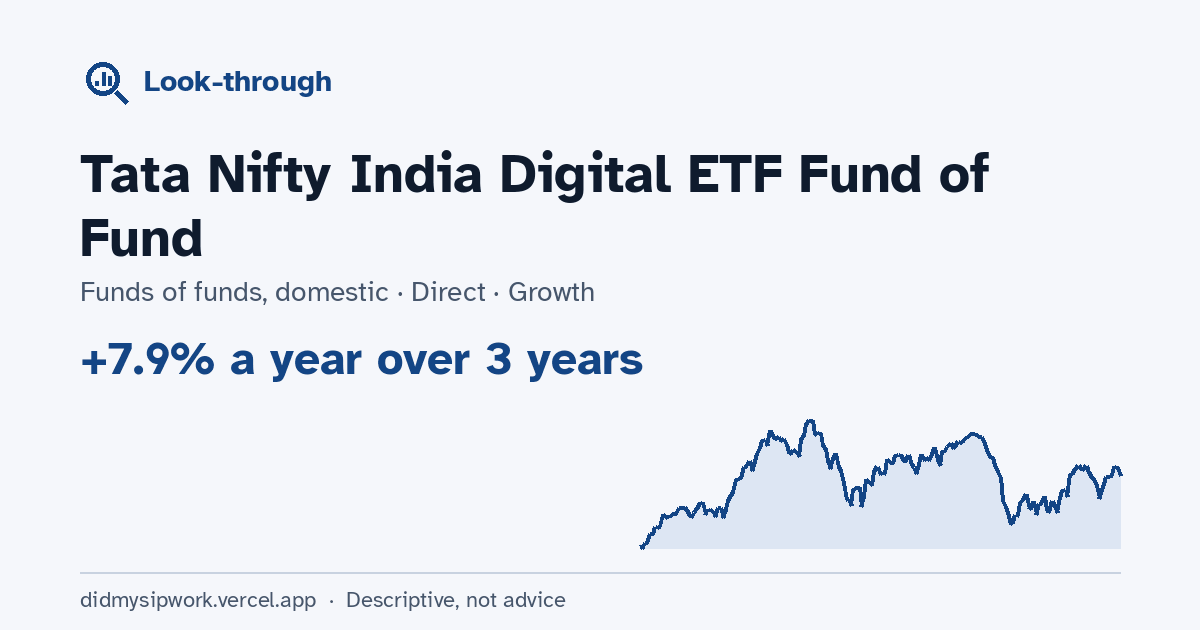 Look-through
Tata Nifty India Digital ETF Fund of
Fund
Funds of funds, domestic · Direct · Growth
+7.9% a year over 3 years
didmysipwork.vercel.app · Descriptive, not advice